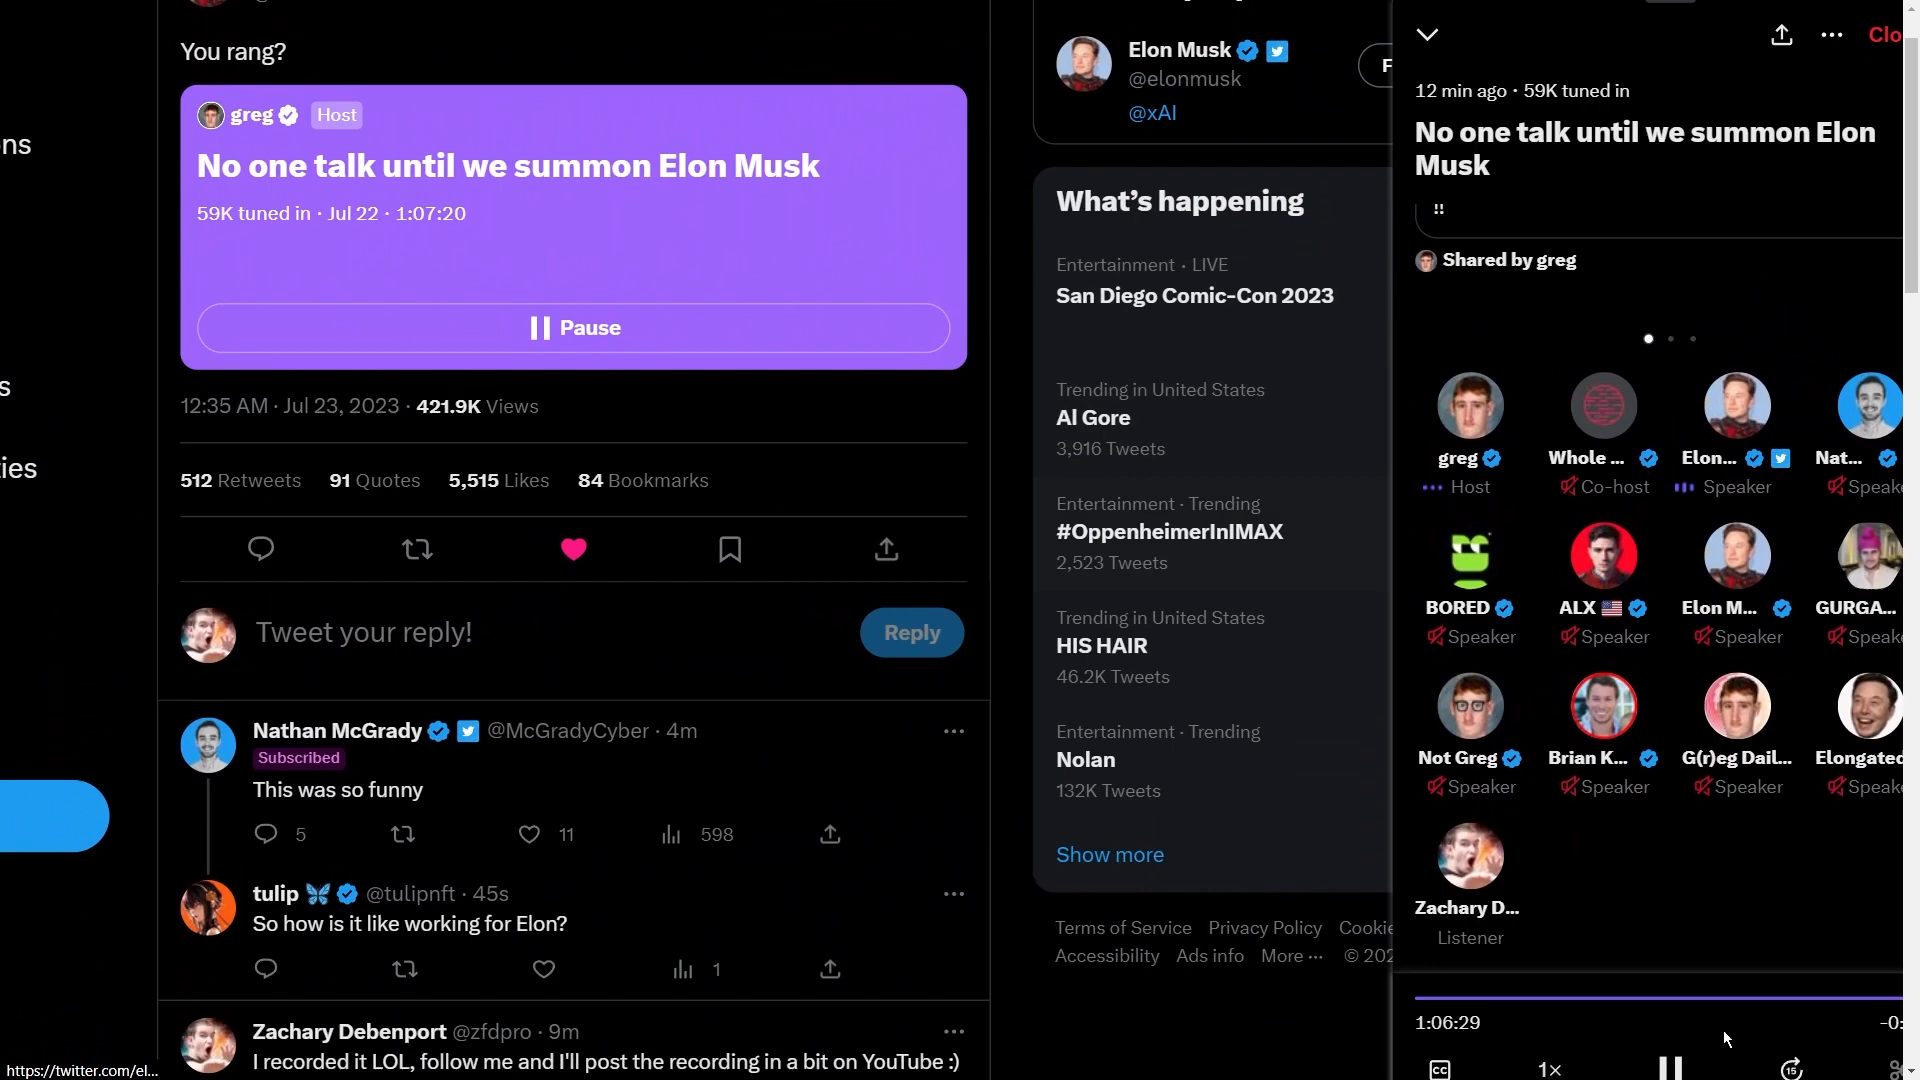 You rang?
greg Host
No one talk until we summon Elon Musk
59K tuned in · Jul 22 · 1:07:20
Pause
12:35 AM · Jul 23, 2023 · 421.9K Views
512 Retweets 91 Quotes 5,515 Likes 84 Bookmarks
Tweet your reply!
Reply
Nathan McGrady @McGradyCyber · 4m
Subscribed
This was so funny
5 11 598
tulip 🦋 @tulipnft · 45s
So how is it like working for Elon?
1
Zachary Debenport @zfdpro · 9m
I recorded it LOL, follow me and I'll post the recording in a bit on YouTube :)
ns
s
ties
https://twitter.com/el...
Elon Musk
@elonmusk
@xAI
F
What's happening
Entertainment · LIVE
San Diego Comic-Con 2023
Trending in United States
Al Gore
3,916 Tweets
Entertainment · Trending
#OppenheimerInIMAX
2,523 Tweets
Trending in United States
HIS HAIR
46.2K Tweets
Entertainment · Trending
Nolan
132K Tweets
Show more
Terms of Service Privacy Policy Cookie
Accessibility Ads info More ··· © 202
Clo
12 min ago · 59K tuned in
No one talk until we summon Elon
Musk
!!
Shared by greg
greg Whole ... Elon... Nat...
Host Co-host Speaker Speake
BORED ALX 🇺🇸 Elon M... GURGA...
Speaker Speaker Speaker Speake
Not Greg Brian K... G(r)eg Dail... Elongated
Speaker Speaker Speaker Speake
Zachary D...
Listener
1:06:29 -0:
CC 1× 15